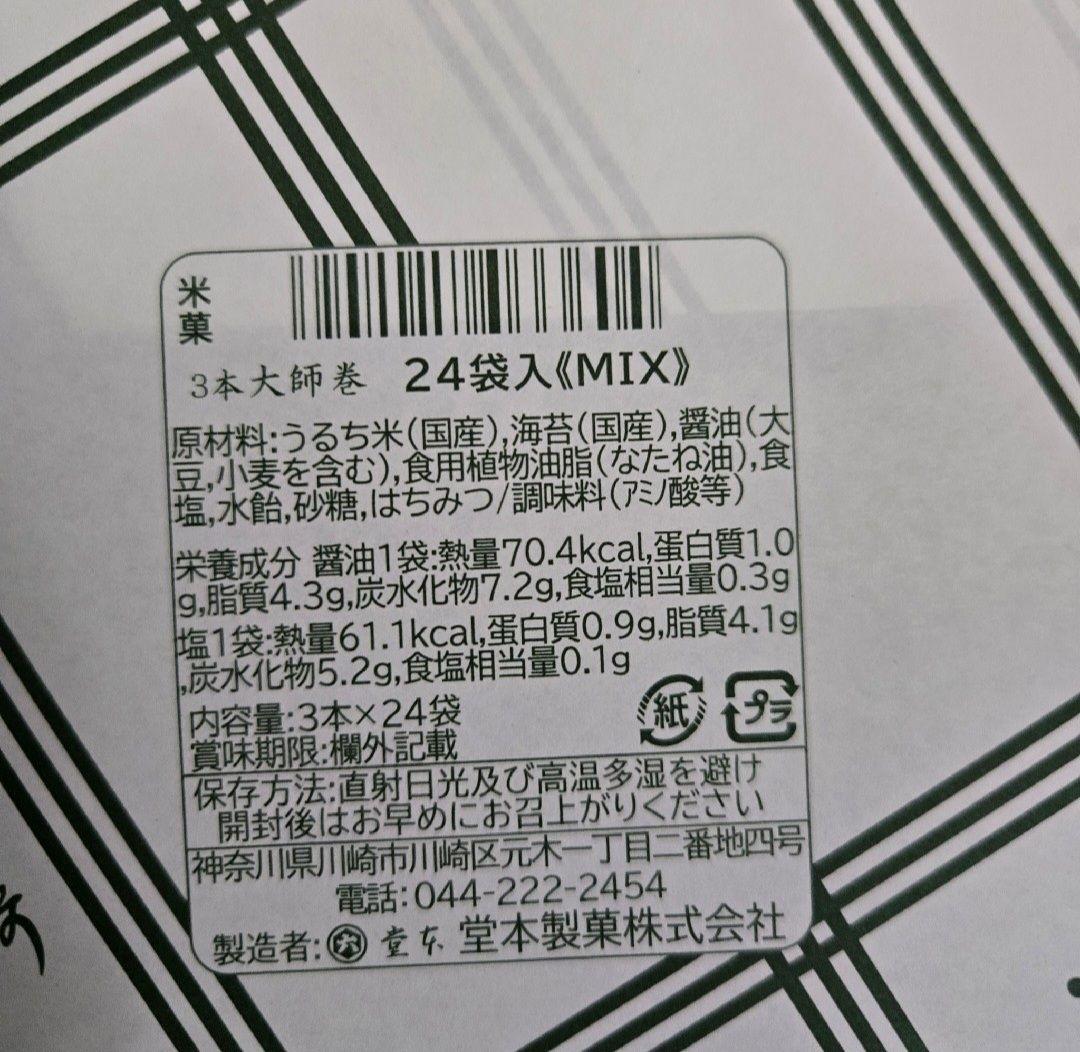 米菓
3本大師巻 24袋入《MIX》
原材料:うるち米(国産),海苔(国産),醤油(大
豆,小麦を含む),食用植物油脂(なたね油),食
塩,水飴,砂糖,はちみつ/調味料(アミノ酸等)
栄養成分 醤油1袋:熱量70.4kcal,蛋白質1.0
g,脂質4.3g,炭水化物7.2g,食塩相当量0.3g
塩1袋:熱量61.1kcal,蛋白質0.9g,脂質4.1g
,炭水化物5.2g,食塩相当量0.1g
内容量:3本×24袋
賞味期限:欄外記載
紙 プラ
保存方法:直射日光及び高温多湿を避け
開封後はお早めにお召上がりください
神奈川県川崎市川崎区元木一丁目二番地四号
電話:044-222-2454
製造者: 堂本 堂本製菓株式会社